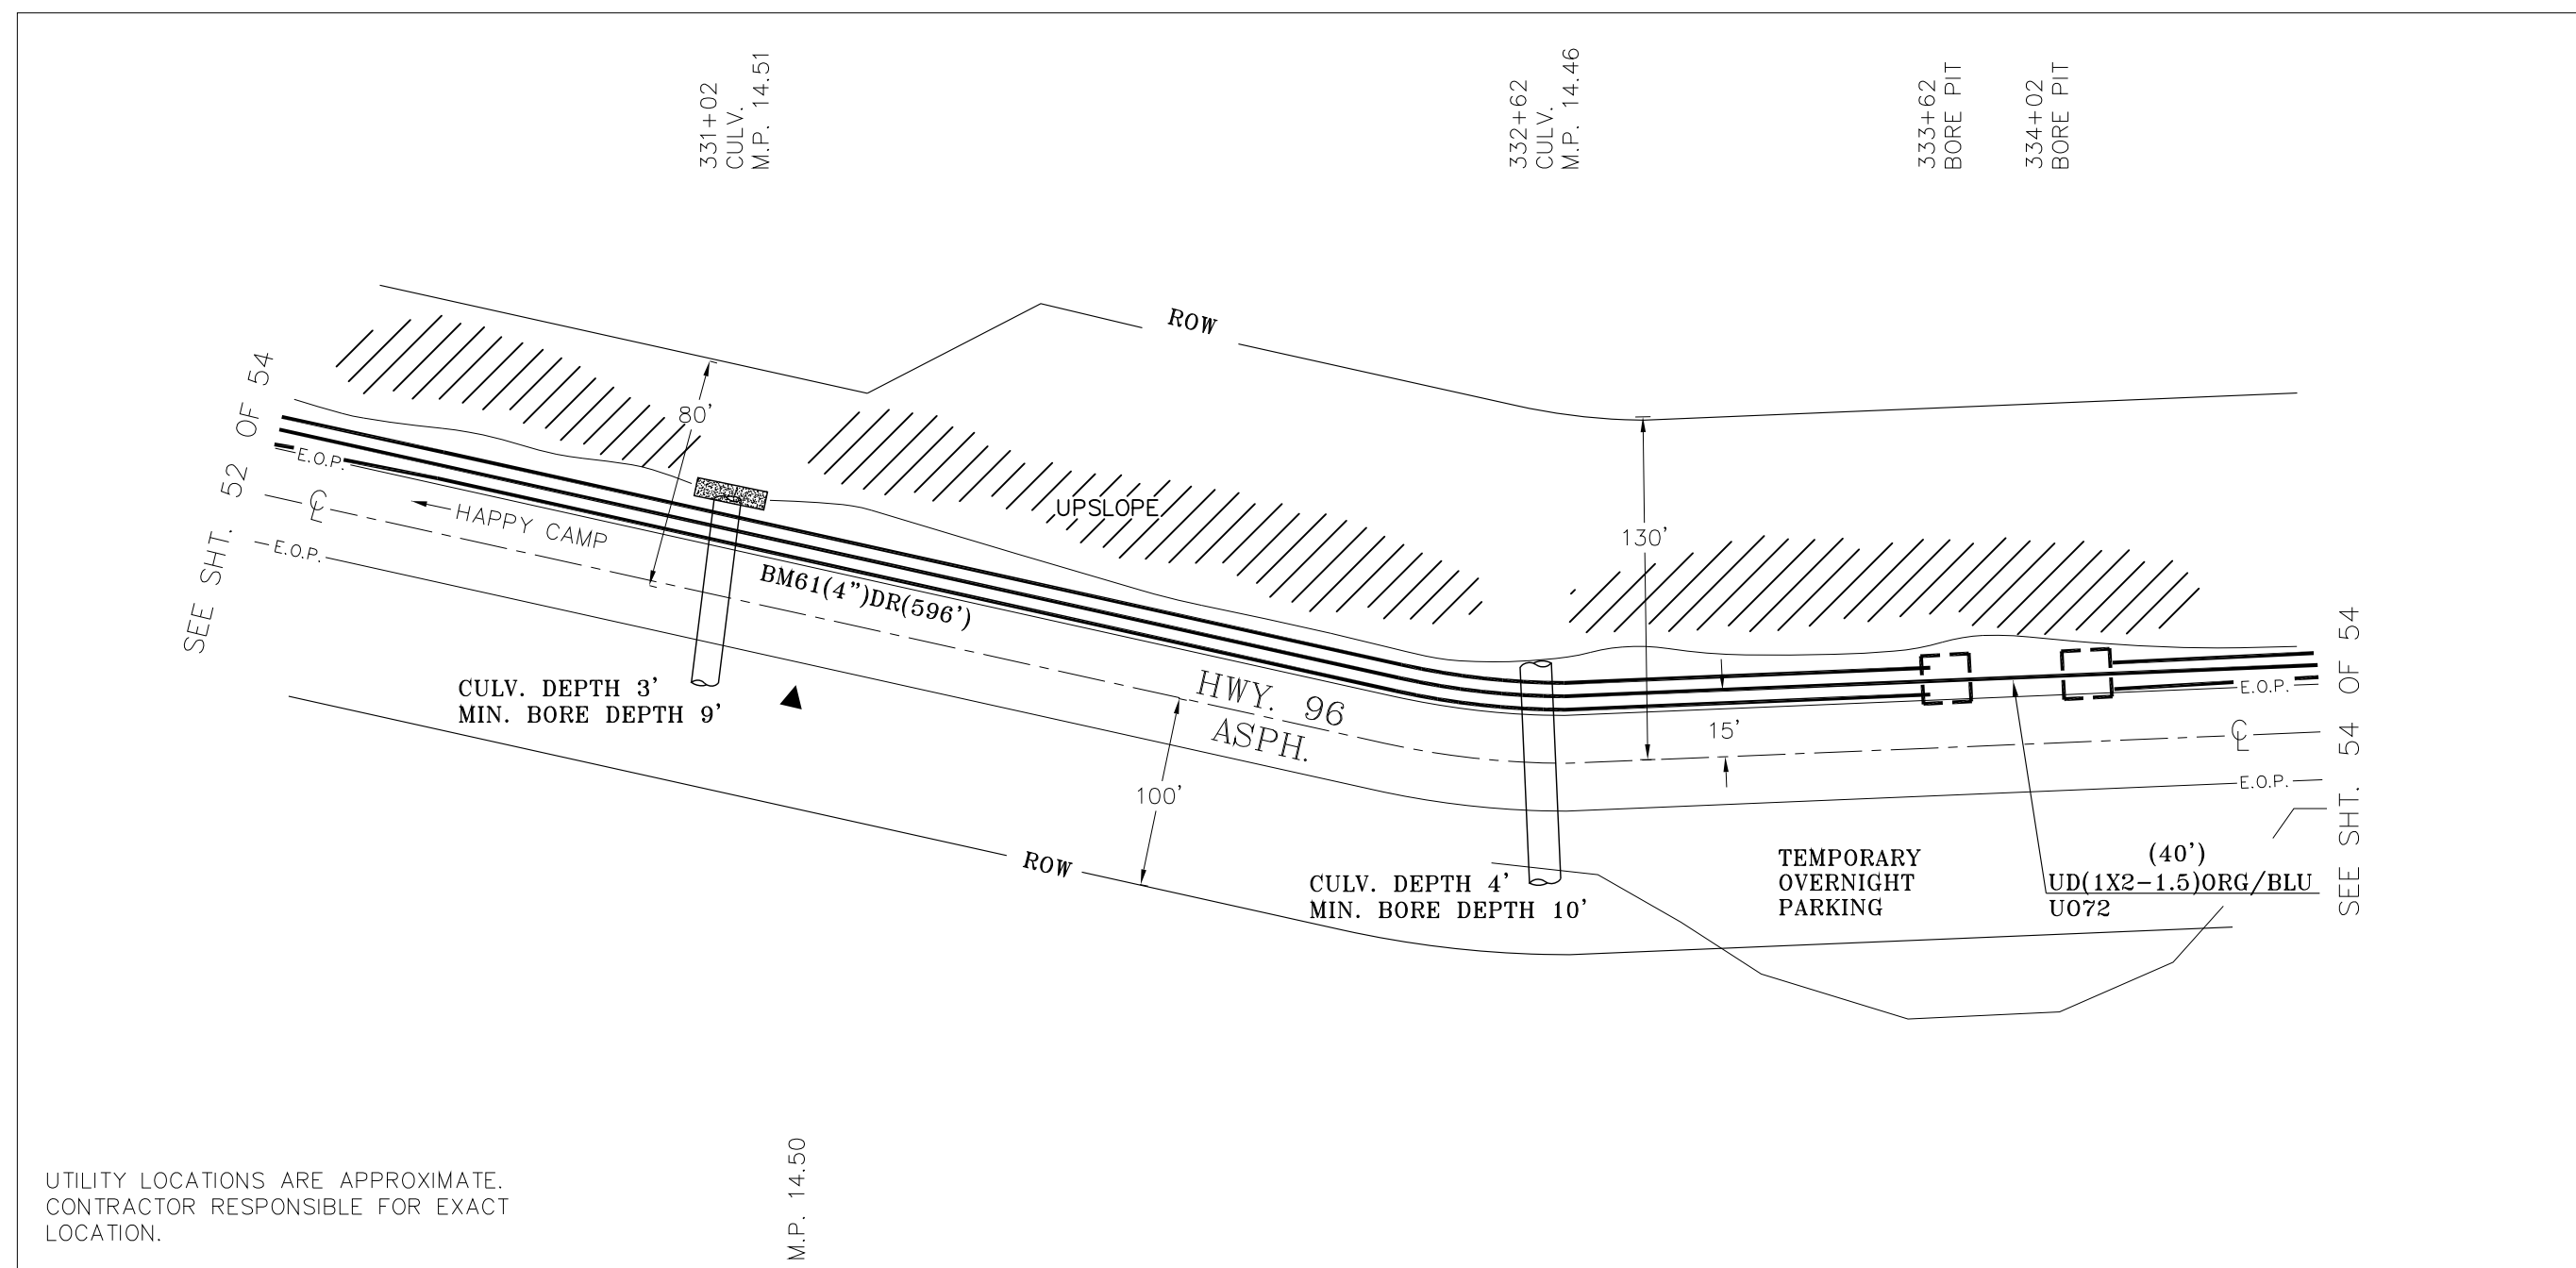 331+02
CULV.
M.P. 14.51
332+62
CULV.
M.P. 14.46
333+62
BORE PIT
334+02
BORE PIT
ROW
80'
SEE SHT. 52 OF 54
E.O.P.
℄
HAPPY CAMP
E.O.P.
UPSLOPE
130'
BM61(4")DR(596')
CULV. DEPTH 3'
MIN. BORE DEPTH 9'
HWY. 96
ASPH.
100'
15'
E.O.P.
℄
E.O.P.
SEE SHT. 54 OF 54
ROW
CULV. DEPTH 4'
MIN. BORE DEPTH 10'
TEMPORARY
OVERNIGHT
PARKING
(40')
UD(1X2-1.5)ORG/BLU
UO72
M.P. 14.50
UTILITY LOCATIONS ARE APPROXIMATE.
CONTRACTOR RESPONSIBLE FOR EXACT
LOCATION.